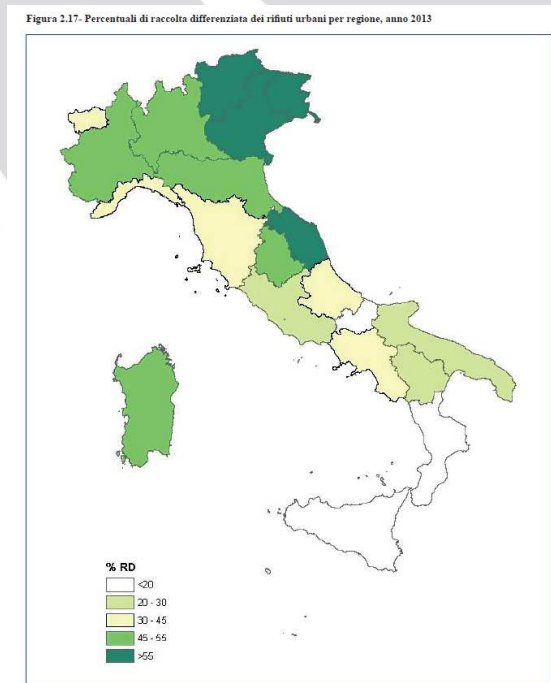 Figura 2.17- Percentuali di raccolta differenziata dei rifiuti urbani per regione, anno 2013
% RD
<20
20 - 30
30 - 45
45 - 55
>55